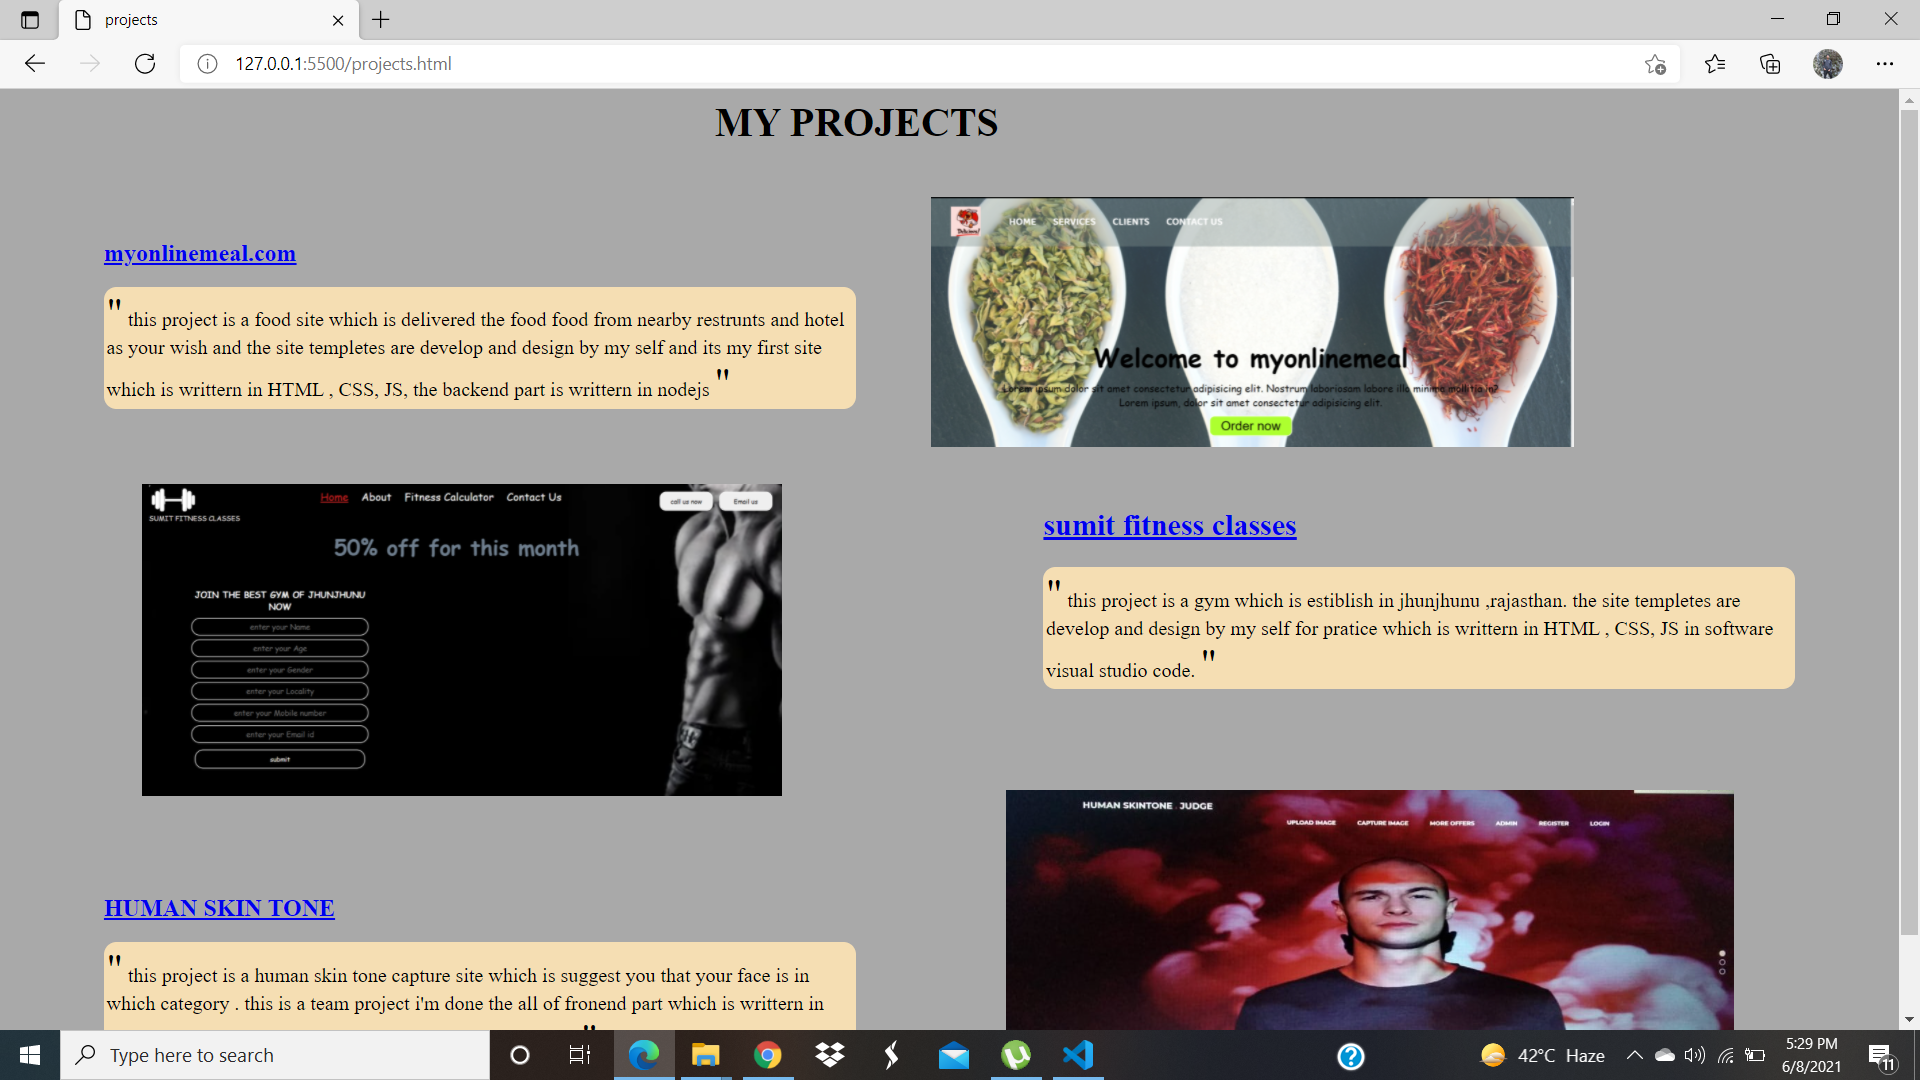 projects
127.0.0.1:5500/projects.html
MY PROJECTS
myonlinemeal.com
" this project is a food site which is delivered the food food from nearby restrunts and hotel
as your wish and the site templetes are develop and design by my self and its my first site
which is writtern in HTML , CSS, JS, the backend part is writtern in nodejs "
Delicious!
HOME SERVICES CLIENTS CONTACT US
Welcome to myonlinemeal
Lorem ipsum dolor sit amet consectetur adipisicing elit. Nostrum laboriosam labore illo minima mollitia in?
Lorem ipsum, dolor sit amet consectetur adipisicing elit.
Order now
SUMIT FITNESS CLASSES
Home About Fitness Calculator Contact Us
call us now Email us
50% off for this month
JOIN THE BEST GYM OF JHUNJHUNU
NOW
enter your Name
enter your Age
enter your Gender
enter your Locality
enter your Mobile number
enter your Email id
submit
sumit fitness classes
" this project is a gym which is estiblish in jhunjhunu ,rajasthan. the site templetes are
develop and design by my self for pratice which is writtern in HTML , CSS, JS in software
visual studio code. "
HUMAN SKIN TONE
" this project is a human skin tone capture site which is suggest you that your face is in
which category . this is a team project i'm done the all of fronend part which is writtern in
"
HUMAN SKINTONE JUDGE
UPLOAD IMAGE CAPTURE IMAGE MORE OFFERS ADMIN REGISTER LOGIN
Type here to search
42°C Haze
5:29 PM
6/8/2021
11